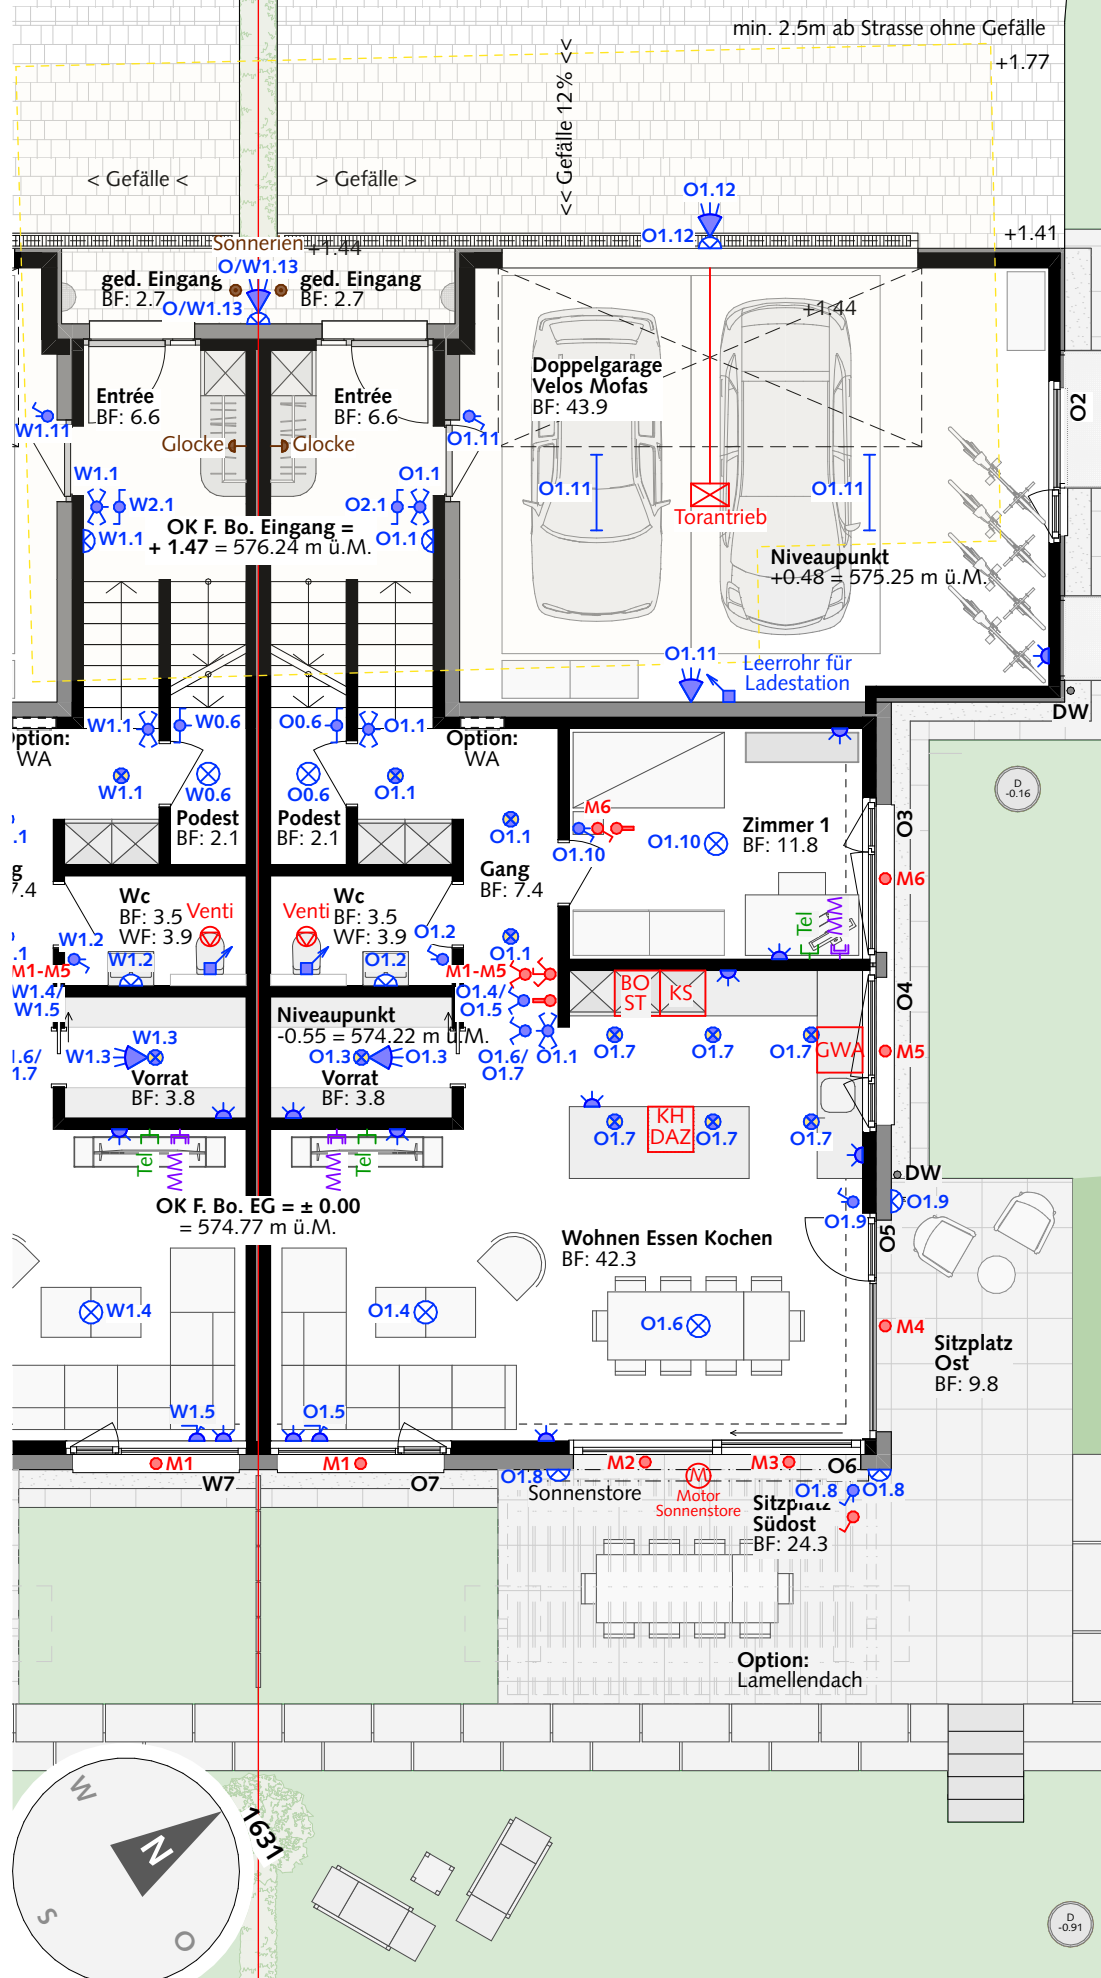 min. 2.5m ab Strasse ohne Gefälle
+1.77
<< Gefälle 12% <<
< Gefälle <
> Gefälle >
O1.12
O1.12
+1.41
Sonnerien
+1.44
O/W1.13
ged. Eingang
BF: 2.7
ged. Eingang
BF: 2.7
O/W1.13
+1.44
Doppelgarage
Velos Mofas
BF: 43.9
Entrée
BF: 6.6
Entrée
BF: 6.6
O2
W1.11
O1.11
Glocke
Glocke
W1.1
W2.1
W1.1
O1.1
O2.1
O1.1
O1.11
O1.11
Torantrieb
OK F. Bo. Eingang =
+ 1.47 = 576.24 m ü.M.
Niveaupunkt
+0.48 = 575.25 m ü.M.
O1.11
Leerrohr für
Ladestation
DW
W1.1
W0.6
O0.6
O1.1
ption:
WA
Option:
WA
W1.1
W0.6
O0.6
O1.1
D
-0.16
Podest
BF: 2.1
Podest
BF: 2.1
.1
O1.1
M6
O1.10
O1.10
Zimmer 1
BF: 11.8
O3
g
7.4
Gang
BF: 7.4
M6
Wc
BF: 3.5
WF: 3.9
Venti
Venti
Wc
BF: 3.5
WF: 3.9
Tel
W1.2
W1.2
O1.2
O1.2
.1
O1.1
M1-M5
W1.4/
W1.5
M1-M5
O1.4/
O1.5
BO
ST
KS
O4
Niveaupunkt
-0.55 = 574.22 m ü.M.
1.6/
1.7
W1.3
W1.3
O1.3
O1.3
O1.6/
O1.7
O1.1
O1.7
O1.7
O1.7
GWA
M5
Vorrat
BF: 3.8
Vorrat
BF: 3.8
KH
DAZ
O1.7
O1.7
O1.7
Tel
Tel
DW
OK F. Bo. EG = ± 0.00
= 574.77 m ü.M.
O1.9
O1.9
O5
Wohnen Essen Kochen
BF: 42.3
W1.4
O1.4
O1.6
M4
Sitzplatz
Ost
BF: 9.8
W1.5
O1.5
M1
M1
M2
M3
O6
W7
O7
O1.8
Sonnenstore
M
Motor
Sonnenstore
O1.8
O1.8
Sitzplatz
Südost
BF: 24.3
Option:
Lamellendach
W
N
S
O
1631
D
-0.91